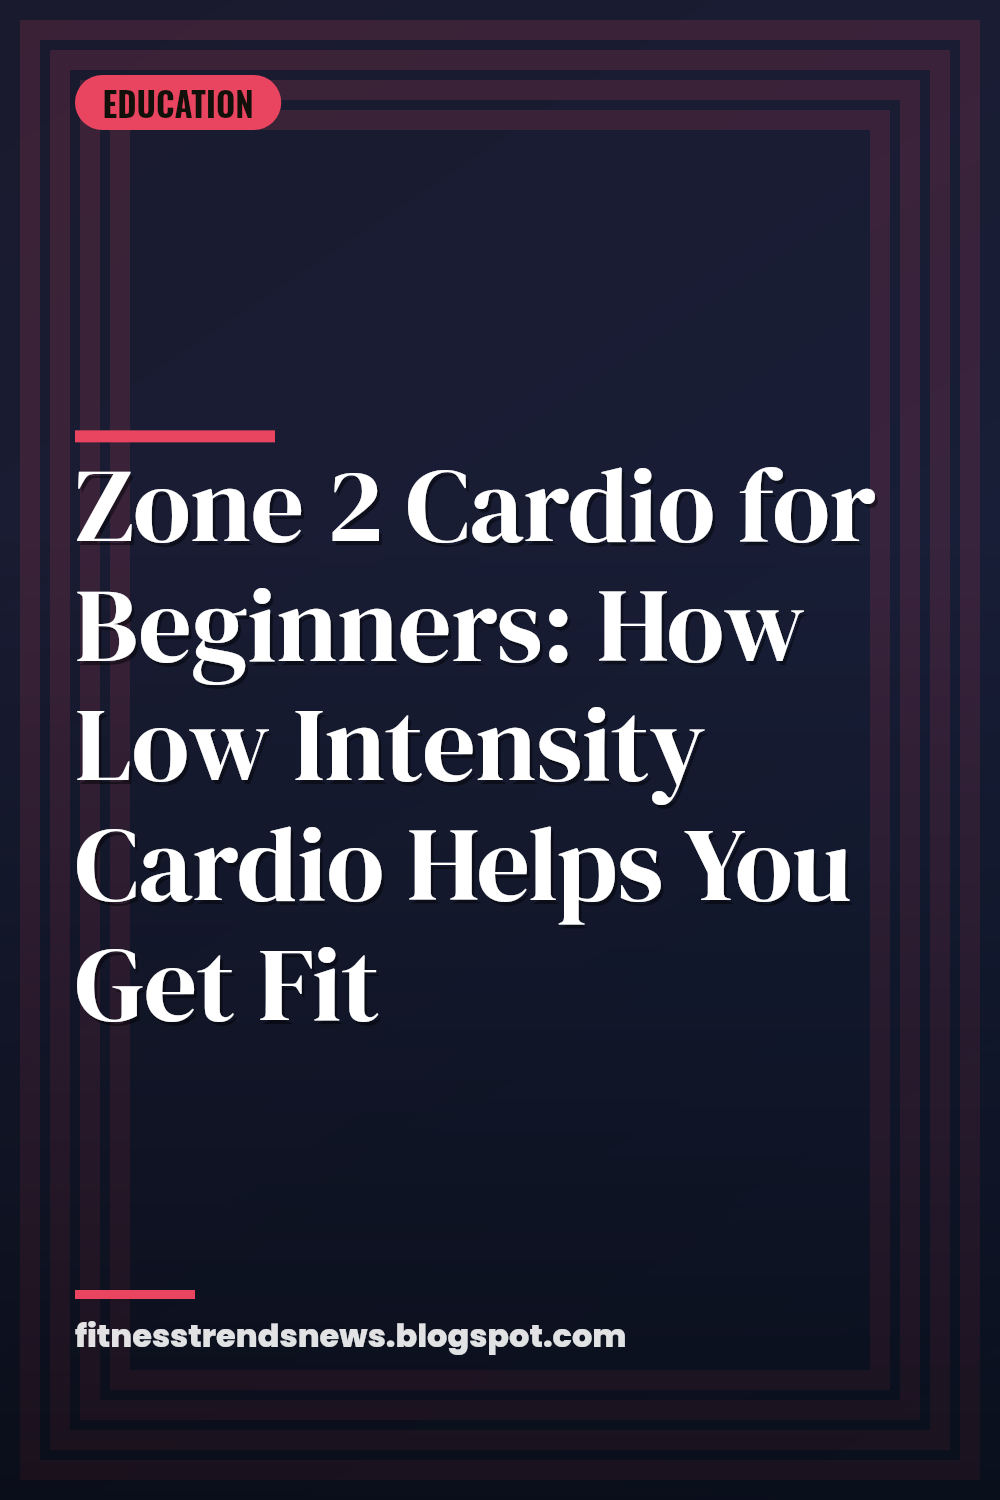 EDUCATION
Zone 2 Cardio for
Beginners: How
Low Intensity
Cardio Helps You
Get Fit
fitnesstrendsnews.blogspot.com